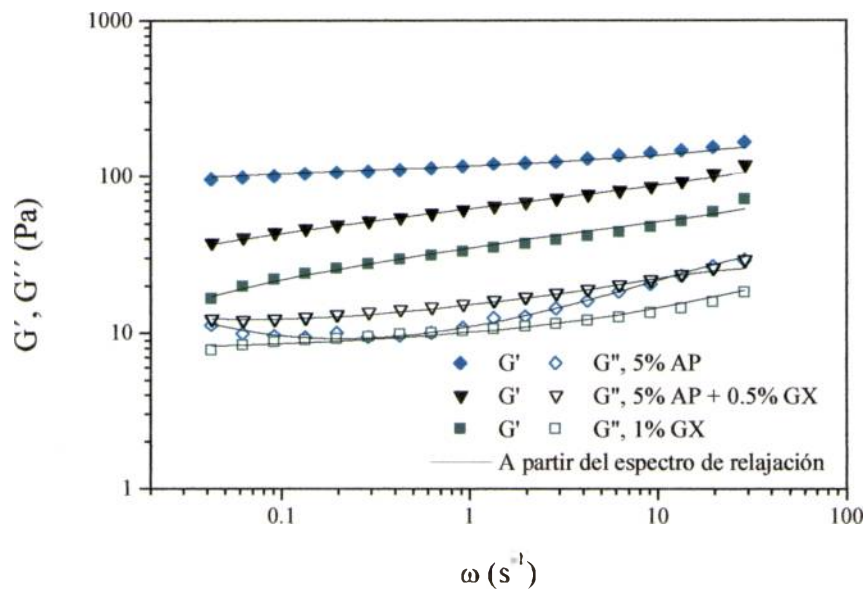 1000
100
10
1
G′, G′′ (Pa)
G' G", 5% AP
G' G", 5% AP + 0.5% GX
G' G", 1% GX
A partir del espectro de relajación
0.1 1 10 100
ω (s⁻¹)